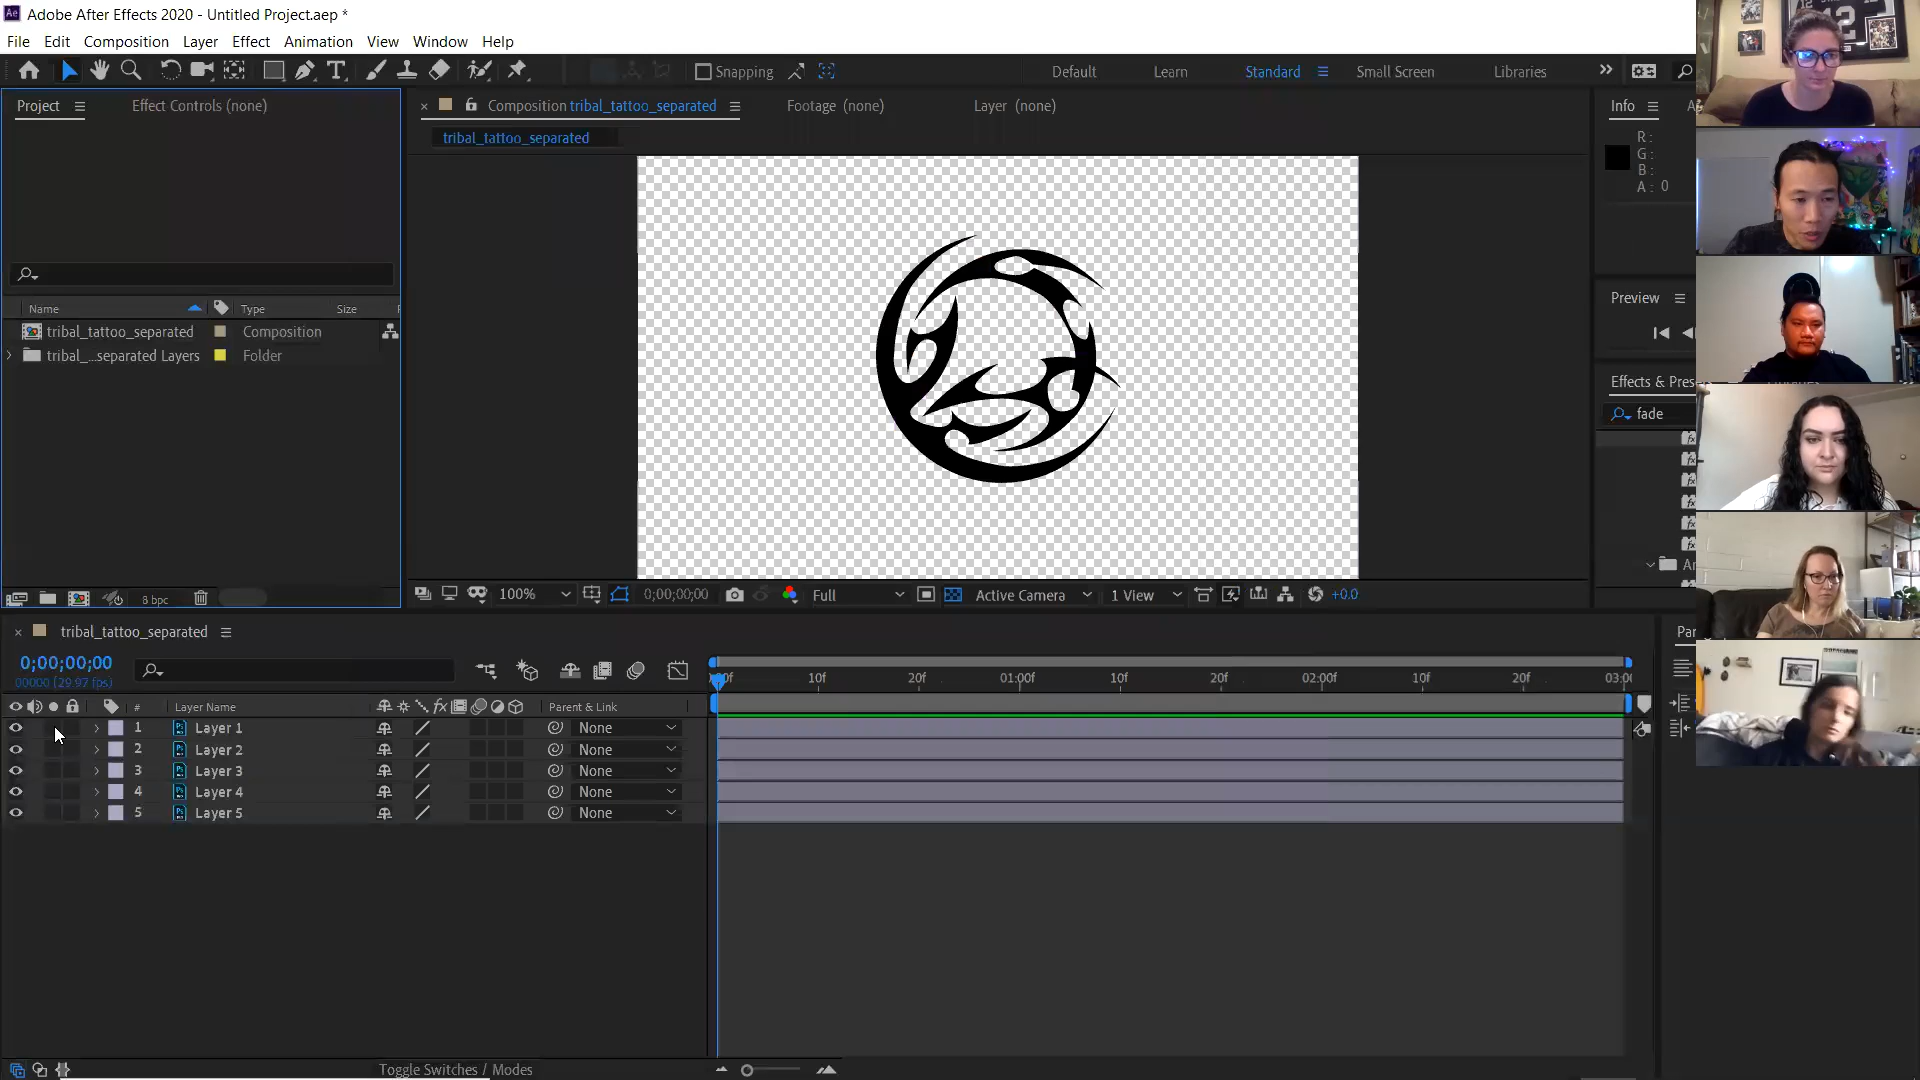 Ae Adobe After Effects 2020 - Untitled Project.aep *
File Edit Composition Layer Effect Animation View Window Help
Snapping Default Learn Standard Small Screen Libraries
Project Effect Controls (none) Composition tribal_tattoo_separated Footage (none) Layer (none) Info
tribal_tattoo_separated
R :
G :
B :
A : 0
Name Type Size
tribal_tattoo_separated Composition
tribal_...separated Layers Folder
Preview
Effects & Pres
fade
100% 0;00;00;00 Full Active Camera 1 View +0.0
8 bpc
tribal_tattoo_separated
0;00;00;00
00000 (29.97 fps)
10f 20f 01:00f 10f 20f 02:00f 10f 20f 03:00
# Layer Name Parent & Link
1 Layer 1 None
2 Layer 2 None
3 Layer 3 None
4 Layer 4 None
5 Layer 5 None
Toggle Switches / Modes
12